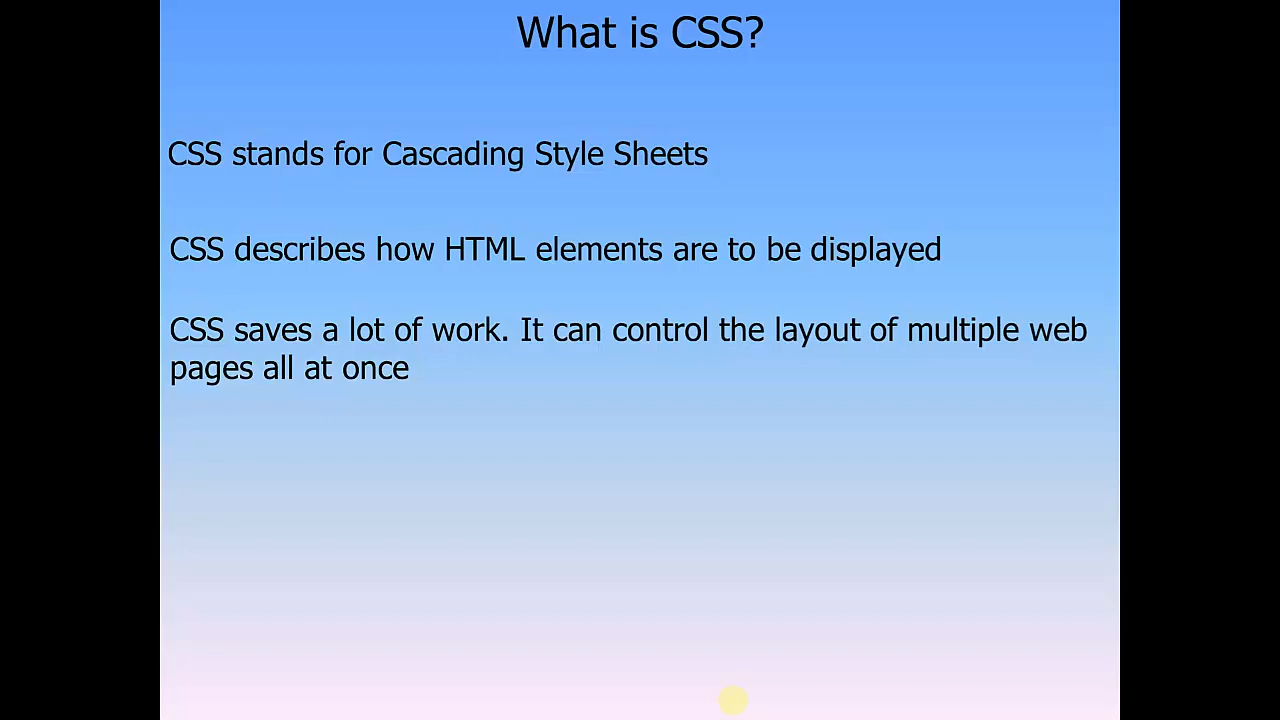 What is CSS?
CSS stands for Cascading Style Sheets
CSS describes how HTML elements are to be displayed
CSS saves a lot of work. It can control the layout of multiple web
pages all at once